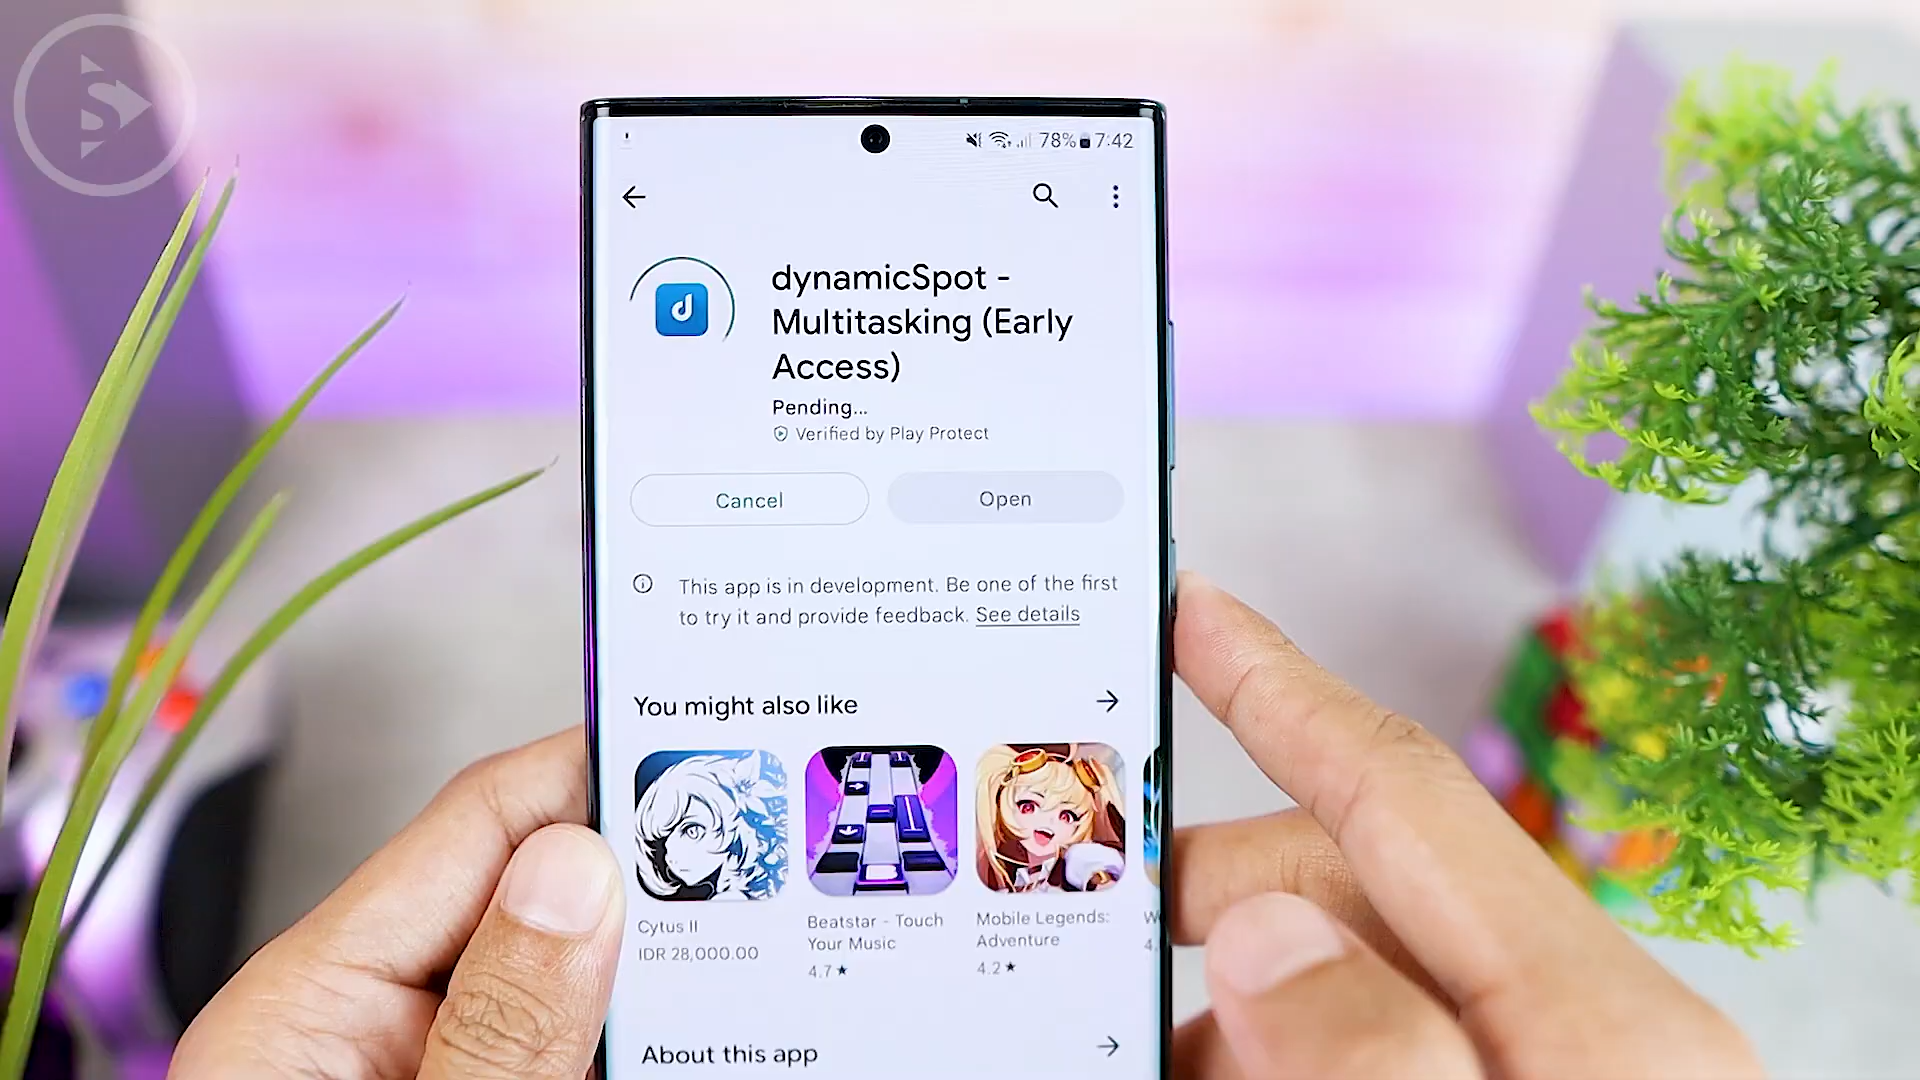 S
78% 7:42
d
dynamicSpot -
Multitasking (Early
Access)
Pending...
Verified by Play Protect
Cancel
Open
This app is in development. Be one of the first
to try it and provide feedback. See details
You might also like
Cytus II
IDR 28,000.00
Beatstar - Touch
Your Music
4.7★
Mobile Legends:
Adventure
4.2★
W
4.
About this app